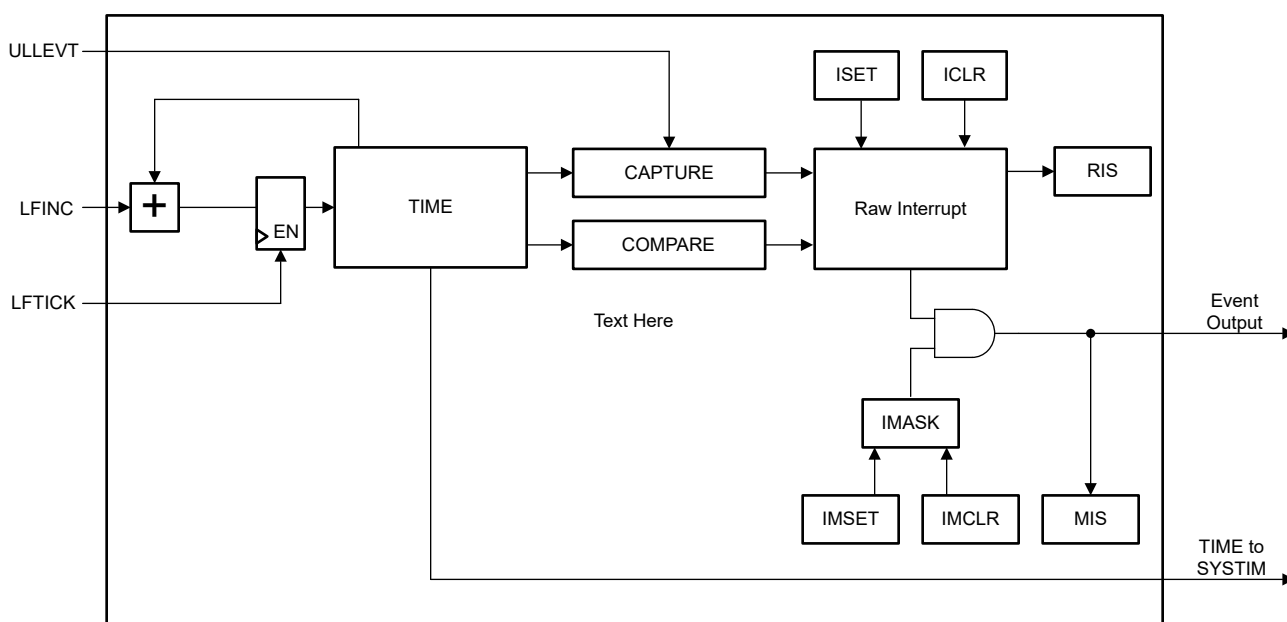 ULLEVT
ISET
ICLR
CAPTURE
RIS
LFINC
+
TIME
Raw Interrupt
EN
COMPARE
LFTICK
Text Here
Event
Output
IMASK
IMSET
IMCLR
MIS
TIME to
SYSTIM